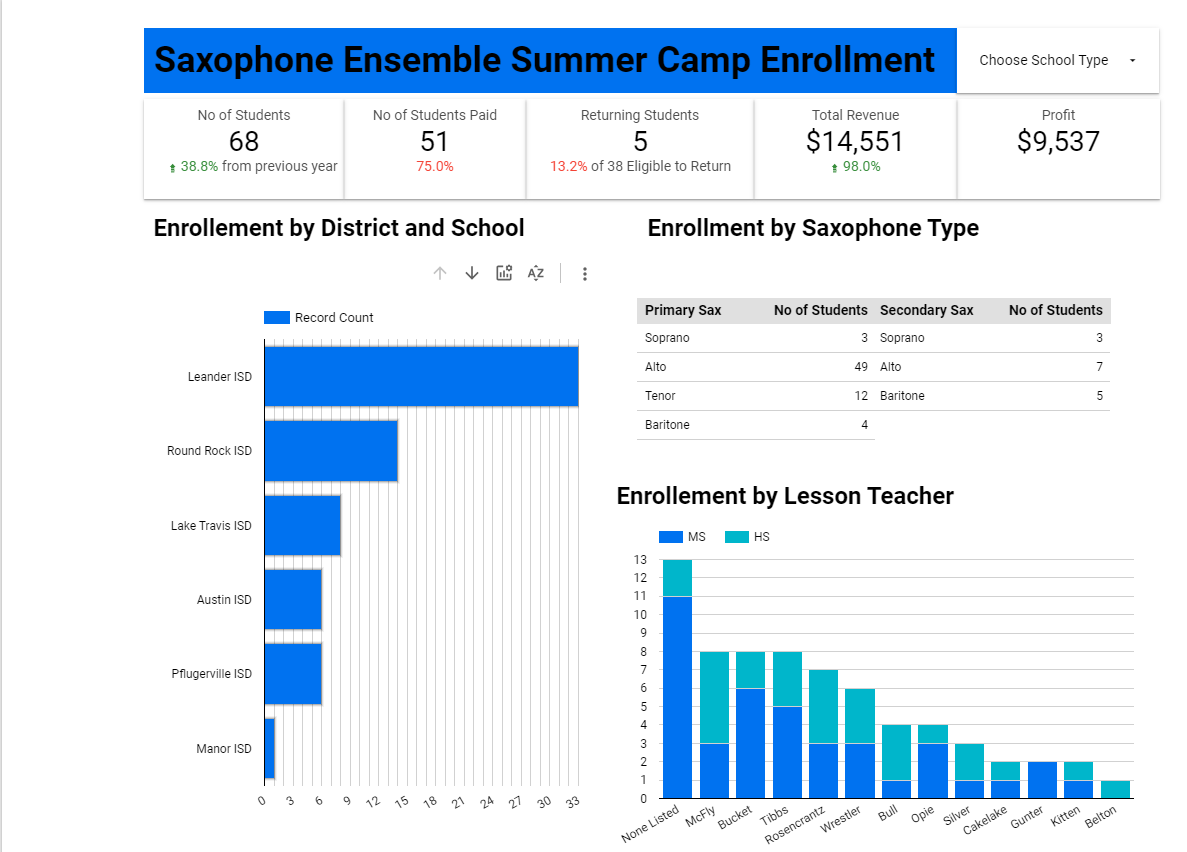 Saxophone Ensemble Summer Camp Enrollment
Choose School Type
No of Students
68
38.8% from previous year
No of Students Paid
51
75.0%
Returning Students
5
13.2% of 38 Eligible to Return
Total Revenue
$14,551
98.0%
Profit
$9,537
Enrollement by District and School
AZ
Record Count
Leander ISD
Round Rock ISD
Lake Travis ISD
Austin ISD
Pflugerville ISD
Manor ISD
0 3 6 9 12 15 18 21 24 27 30 33
Enrollment by Saxophone Type
Primary Sax No of Students Secondary Sax No of Students
Soprano 3 Soprano 3
Alto 49 Alto 7
Tenor 12 Baritone 5
Baritone 4
Enrollement by Lesson Teacher
MS HS
13
12
11
10
9
8
7
6
5
4
3
2
1
0
None Listed McFly Bucket Tibbs Rosencrantz Wrestler Bull Opie Silver Cakelake Gunter Kitten Belton